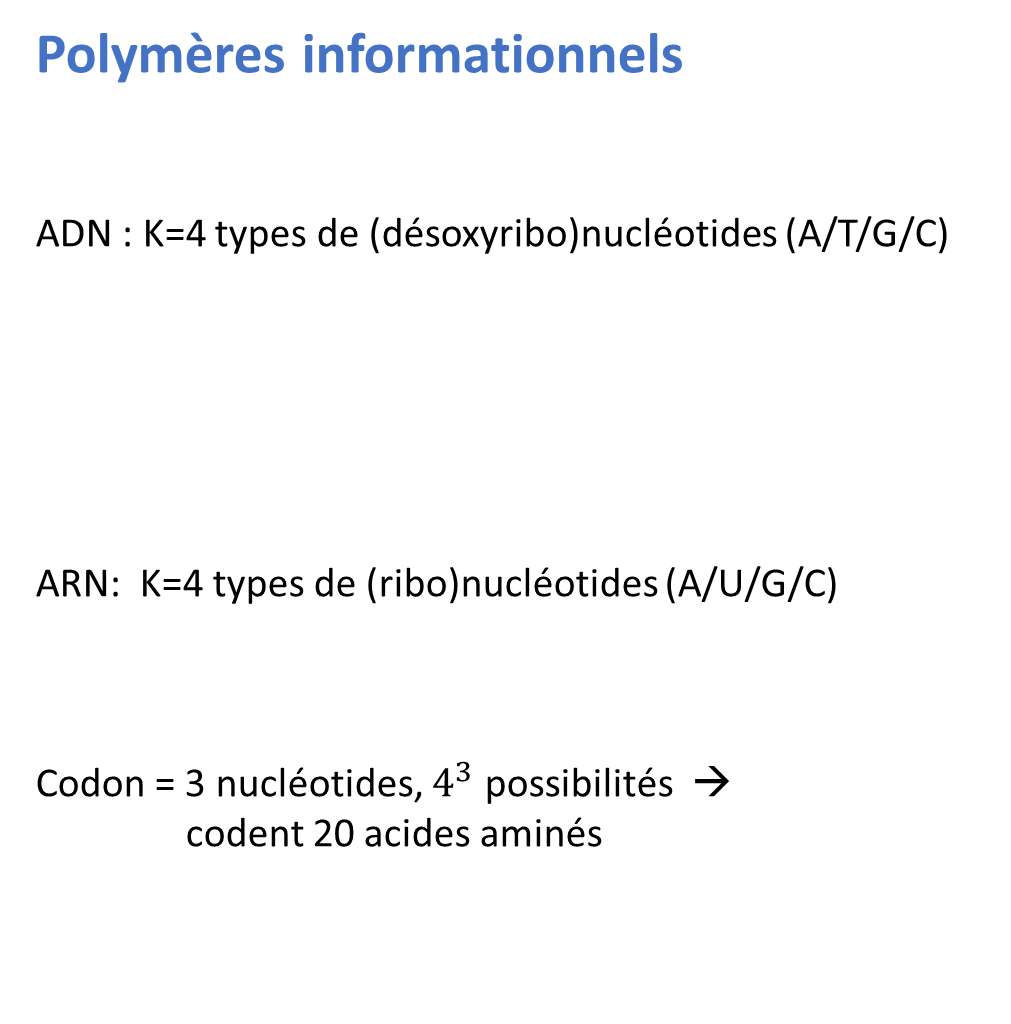 Polymères informationnels
ADN : K=4 types de (désoxyribo)nucléotides (A/T/G/C)
ARN:  K=4 types de (ribo)nucléotides (A/U/G/C)
Codon = 3 nucléotides, 4³ possibilités →
codent 20 acides aminés